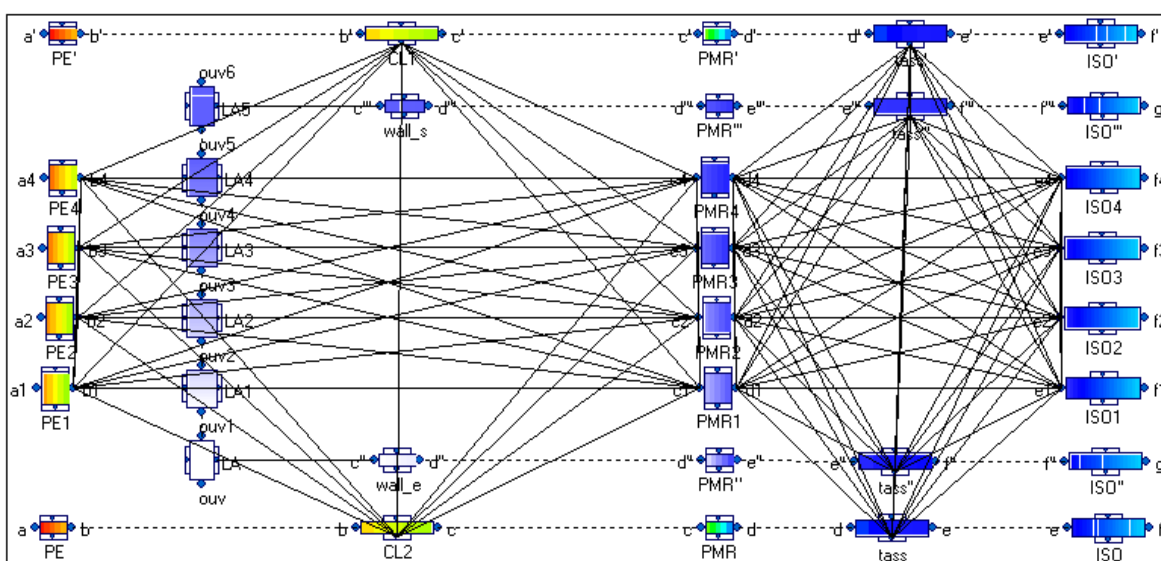 a' b' b' c' c' d' d' e' e' f'
PE' CL1 PMR' tass' ISO'
ouv6
LA5 c''' d''' d''' e''' e''' f''' f''' g
wall_s PMR''' tass''' ISO'''
ouv5
a4 b4 LA4 d4 f4
PE4 PMR4 ISO4
ouv4
a3 b3 LA3 c3 d3 e3 f3
PE3 PMR3 ISO3
ouv3
a2 b2 LA2 c2 d2 e2 f2
PE2 PMR2 ISO2
ouv2
a1 b1 LA1 c1 d1 e1 f1
PE1 PMR1 ISO1
ouv1
LA c'' d'' d'' e'' e'' f'' f'' g
wall_e PMR'' tass'' ISO''
ouv
a b b c c d d e e f
PE CL2 PMR tass ISO